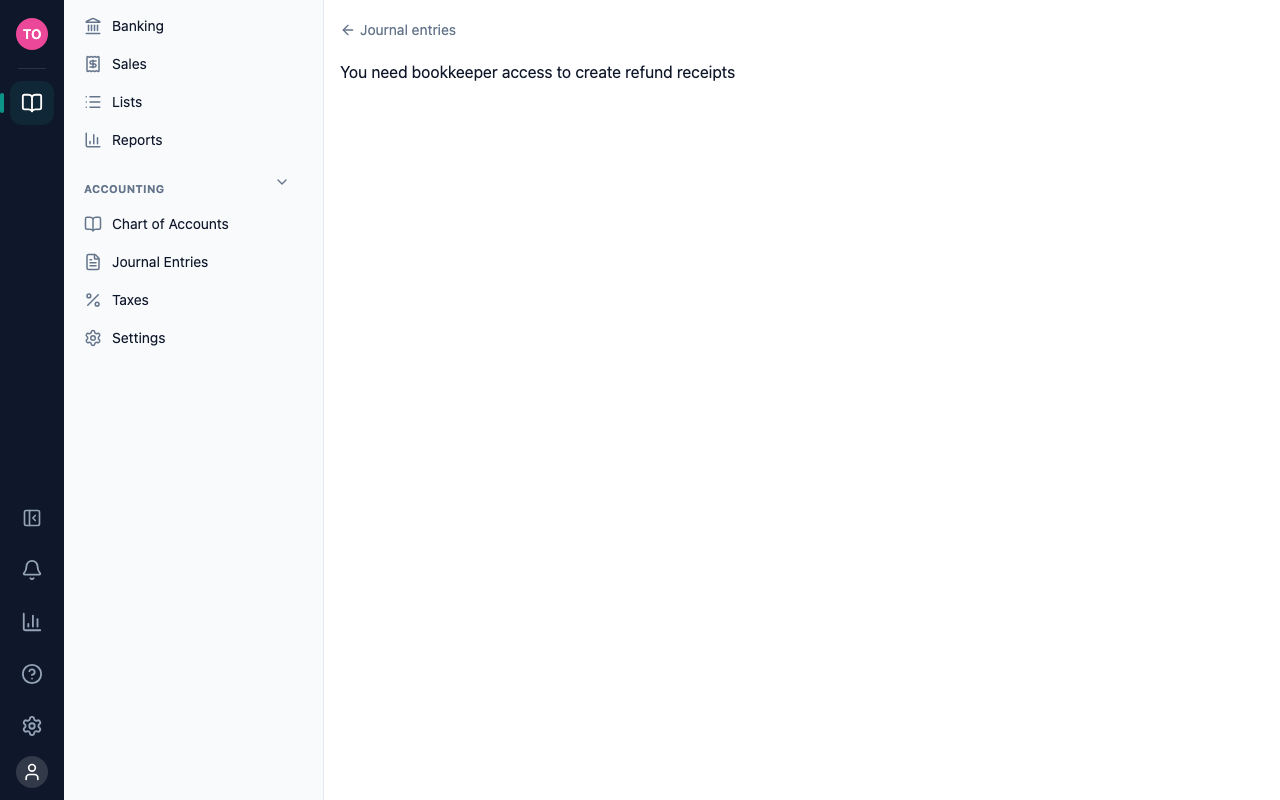 TO
Banking
Sales
Lists
Reports
ACCOUNTING
Chart of Accounts
Journal Entries
Taxes
Settings
Journal entries
You need bookkeeper access to create refund receipts